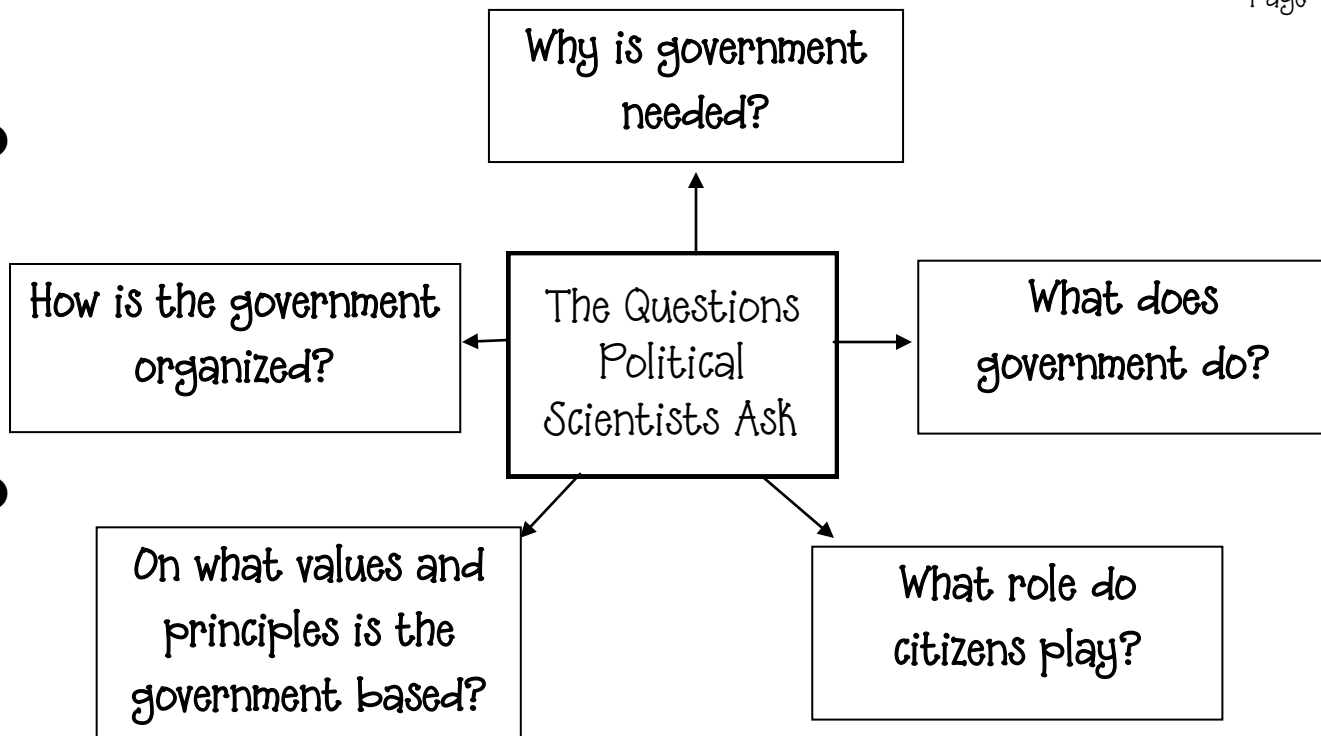 Page
Why is government
needed?
How is the government
organized?
The Questions
Political
Scientists Ask
What does
government do?
On what values and
principles is the
government based?
What role do
citizens play?